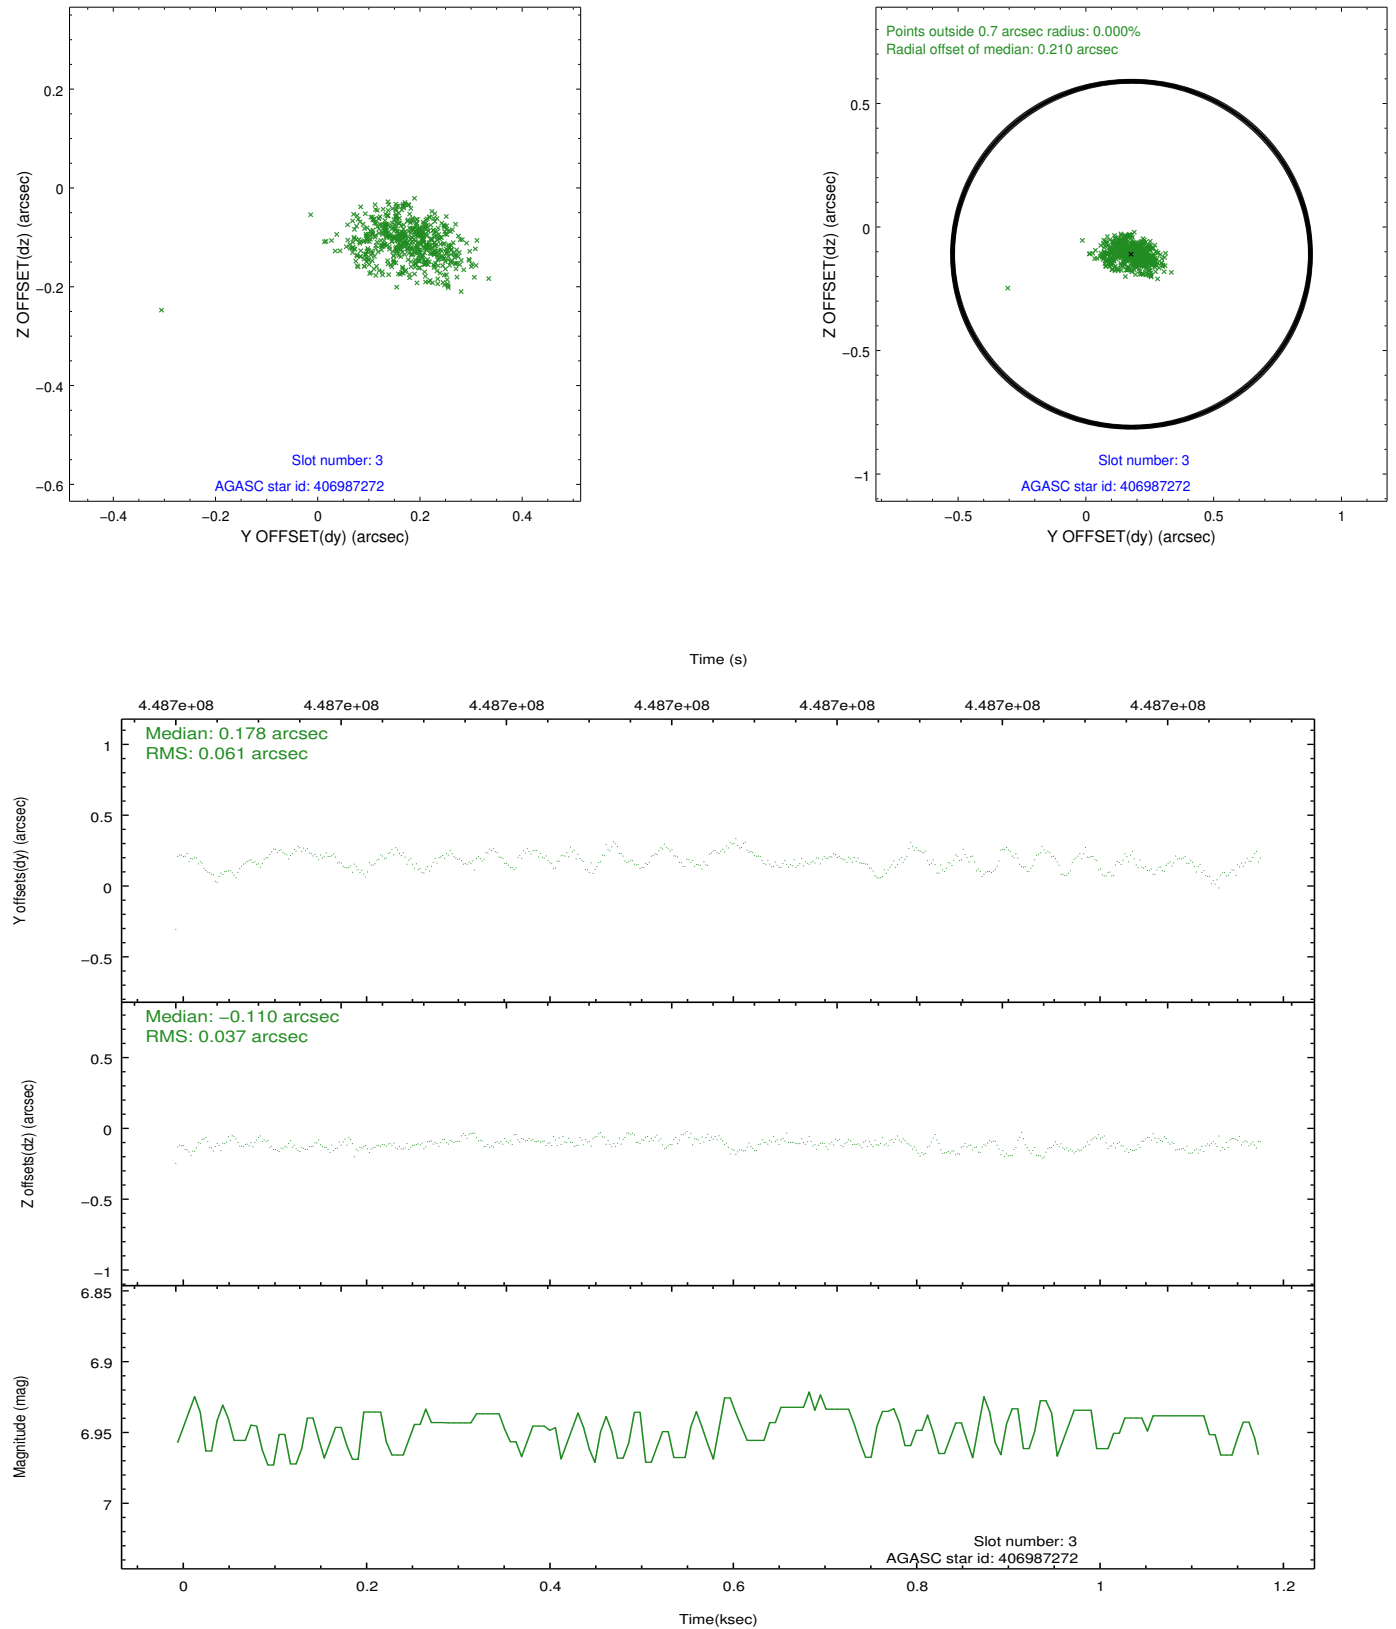 0.2
0
−0.2
−0.4
−0.6
Z OFFSET(dz) (arcsec)
Slot number: 3
AGASC star id: 406987272
−0.4
−0.2
0
0.2
0.4
Y OFFSET(dy) (arcsec)
Points outside 0.7 arcsec radius: 0.000%
Radial offset of median: 0.210 arcsec
0.5
0
−0.5
−1
Z OFFSET(dz) (arcsec)
Slot number: 3
AGASC star id: 406987272
−0.5
0
0.5
1
Y OFFSET(dy) (arcsec)
Time (s)
4.487e+08
4.487e+08
4.487e+08
4.487e+08
4.487e+08
4.487e+08
4.487e+08
Median: 0.178 arcsec
RMS: 0.061 arcsec
1
0.5
0
−0.5
Y offsets(dy) (arcsec)
Median: −0.110 arcsec
RMS: 0.037 arcsec
0.5
0
−0.5
−1
Z offsets(dz) (arcsec)
6.85
6.9
6.95
7
Magnitude (mag)
Slot number: 3
AGASC star id: 406987272
0
0.2
0.4
0.6
0.8
1
1.2
Time(ksec)